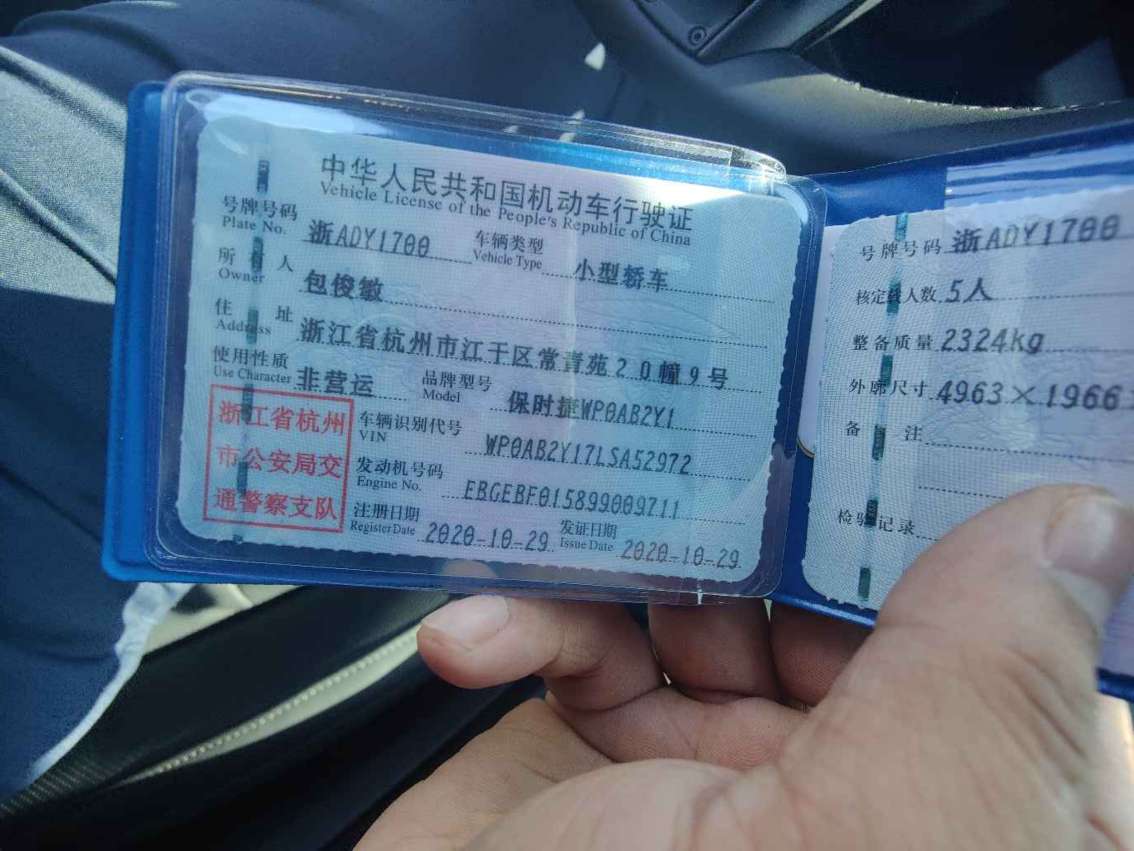 中华人民共和国机动车行驶证
Vehicle License of the People's Republic of China
号牌号码 浙ADY1700 车辆类型 小型轿车
Plate No. Vehicle Type
所有人 包俊敏
Owner
住址 浙江省杭州市江干区常青苑20幢9号
Address
使用性质 非营运 品牌型号 保时捷WP0AB2Y1
Use Character Model
浙江省杭州
市公安局交
通警察支队
车辆识别代号 WP0AB2Y17LSA52972
VIN
发动机号码 EBGEBF015899009711
Engine No.
注册日期 2020-10-29 发证日期 2020-10-29
Register Date Issue Date
号牌号码 浙ADY1700
核定载人数 5人
整备质量 2324kg
外廓尺寸 4963×1966×
备注
检验记录